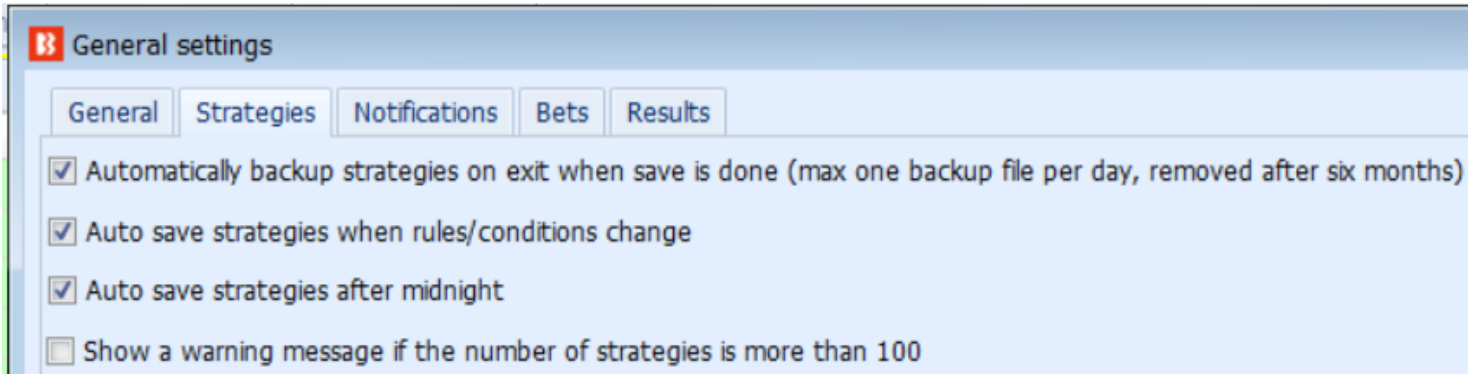 General settings
General Strategies Notifications Bets Results
Automatically backup strategies on exit when save is done (max one backup file per day, removed after six months)
Auto save strategies when rules/conditions change
Auto save strategies after midnight
Show a warning message if the number of strategies is more than 100